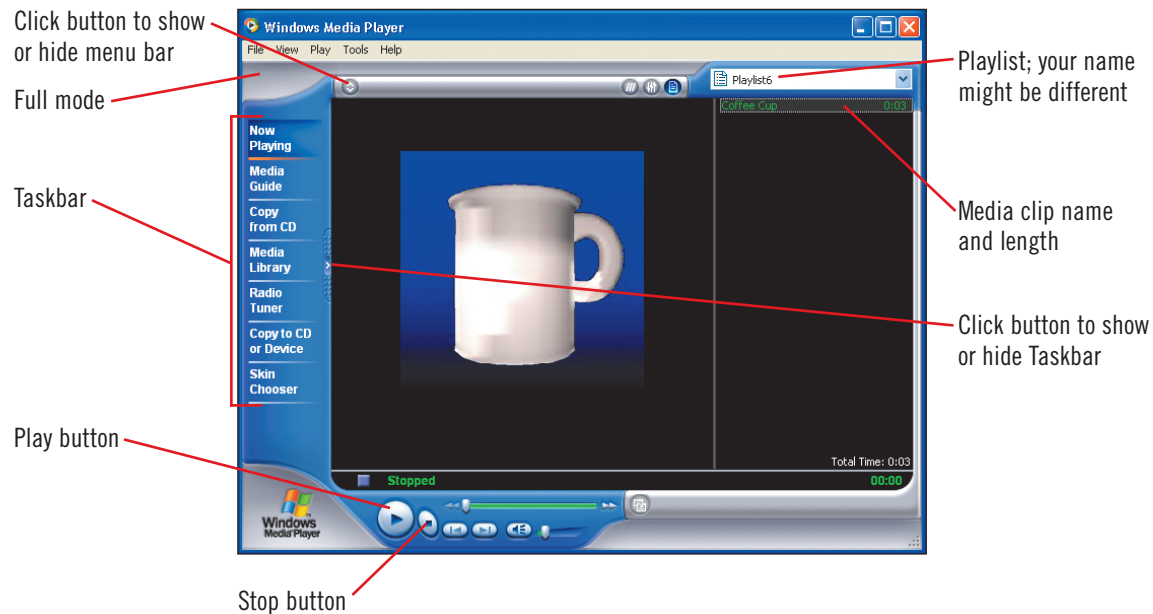 Click button to show
or hide menu bar
Full mode
Taskbar
Play button
Stop button
Windows Media Player
File View Play Tools Help
Playlist6
Coffee Cup 0:03
Now
Playing
Media
Guide
Copy
from CD
Media
Library
Radio
Tuner
Copy to CD
or Device
Skin
Chooser
Total Time: 0:03
Stopped 00:00
Windows
Media Player
Playlist; your name
might be different
Media clip name
and length
Click button to show
or hide Taskbar